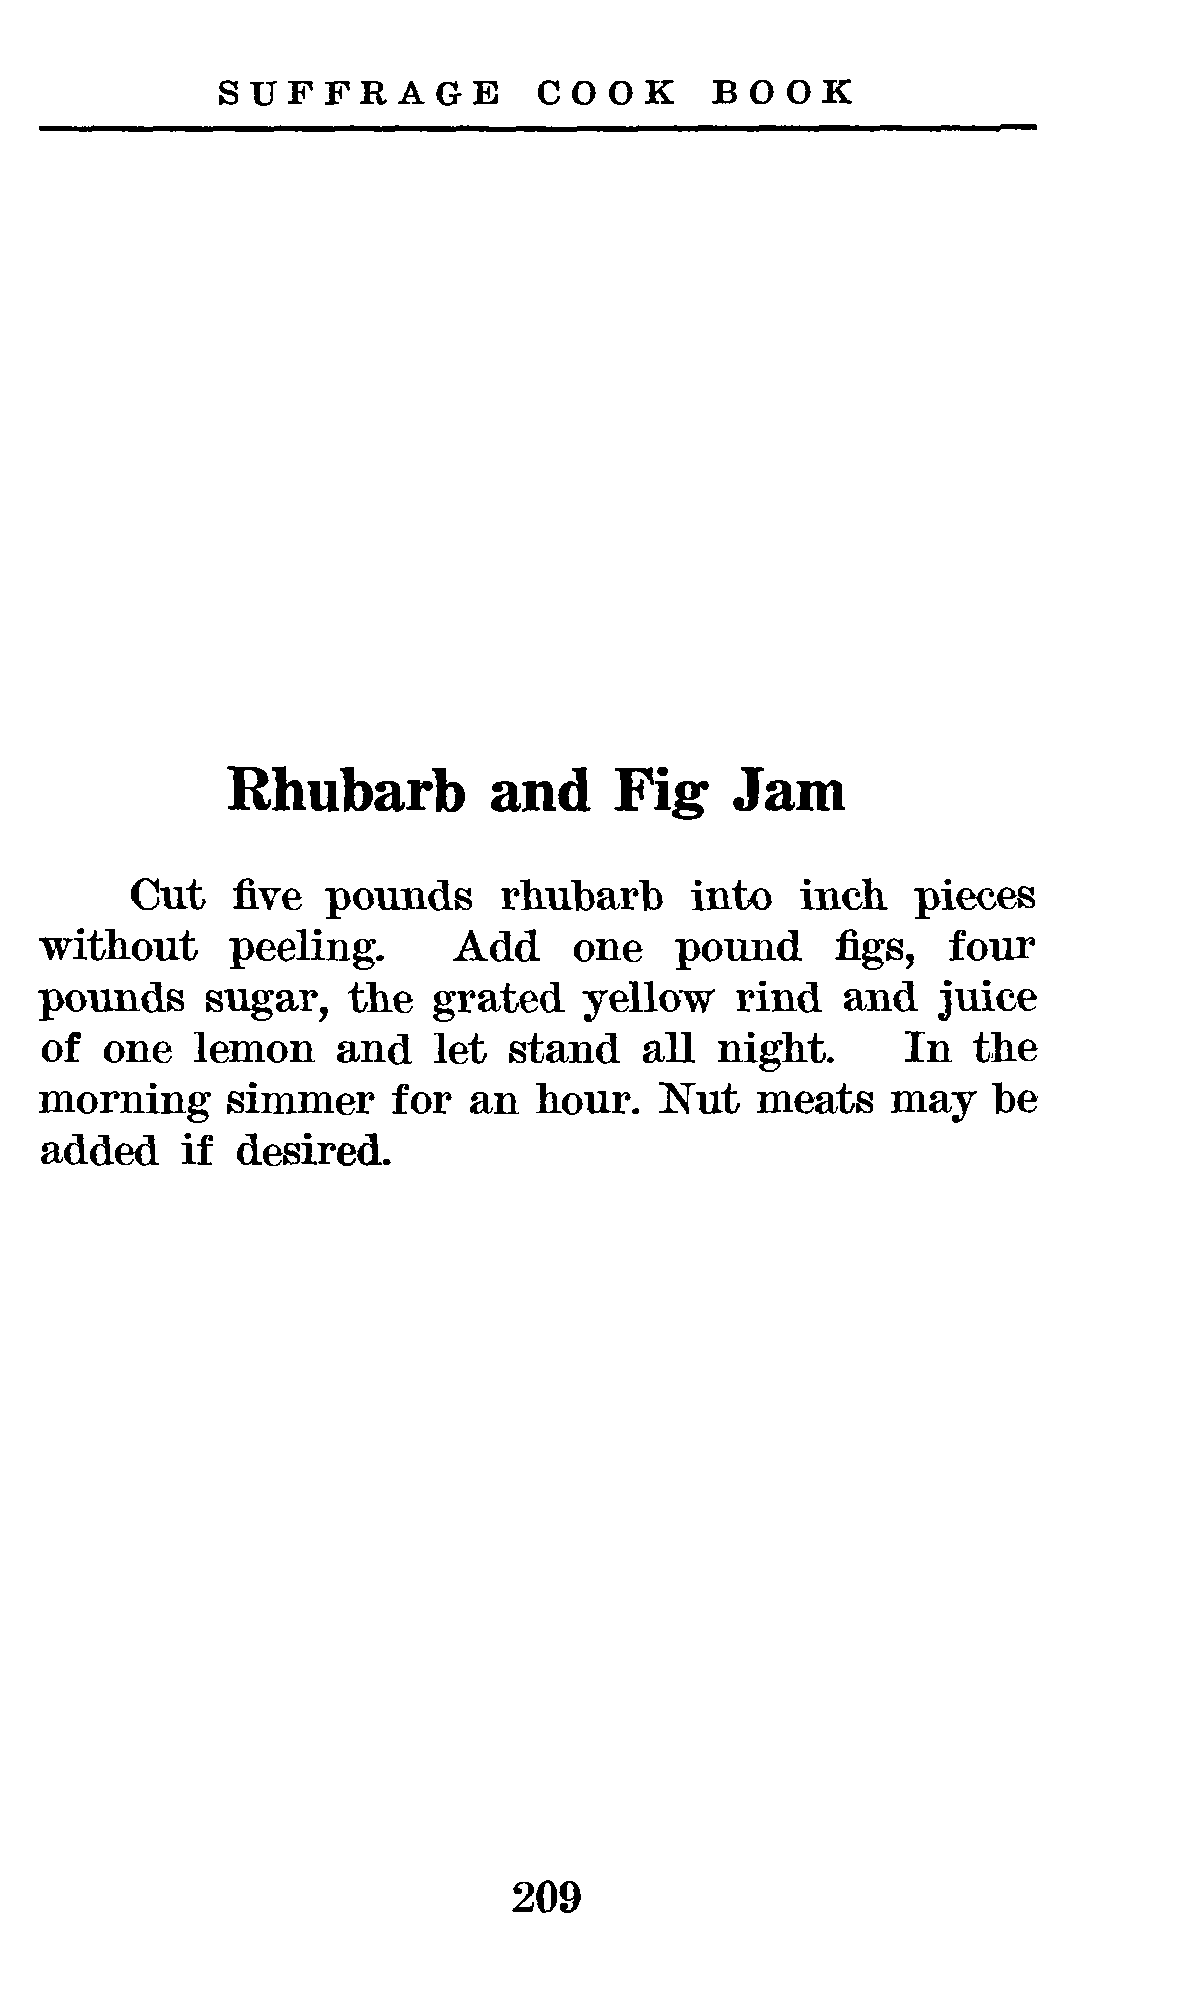 SUFFRAGE COOK BOOK
Rhubarb and Fig Jam
Cut five pounds rhubarb into inch pieces
without peeling. Add one pound figs, four
pounds sugar, the grated yellow rind and juice
of one lemon and let stand all night. In the
morning simmer for an hour. Nut meats may be
added if desired.
209